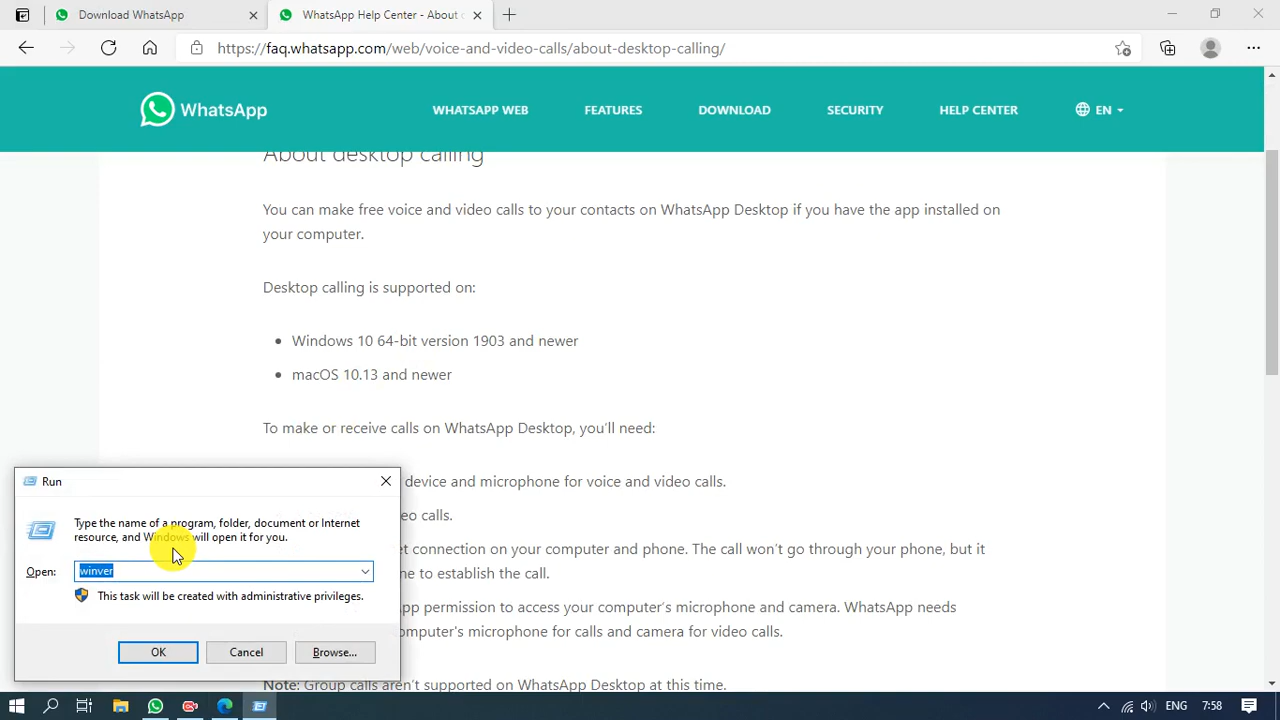 Download WhatsApp
WhatsApp Help Center - About
https://faq.whatsapp.com/web/voice-and-video-calls/about-desktop-calling/
WhatsApp
WHATSAPP WEB
FEATURES
DOWNLOAD
SECURITY
HELP CENTER
EN
About desktop calling
You can make free voice and video calls to your contacts on WhatsApp Desktop if you have the app installed on
your computer.
Desktop calling is supported on:
• Windows 10 64-bit version 1903 and newer
• macOS 10.13 and newer
To make or receive calls on WhatsApp Desktop, you'll need:
device and microphone for voice and video calls.
calls.
connection on your computer and phone. The call won't go through your phone, but it
to establish the call.
permission to access your computer's microphone and camera. WhatsApp needs
computer's microphone for calls and camera for video calls.
Note: Group calls aren't supported on WhatsApp Desktop at this time.
Run
Type the name of a program, folder, document or Internet
resource, and Windows will open it for you.
Open:
winver
This task will be created with administrative privileges.
OK
Cancel
Browse...
ENG
7:58